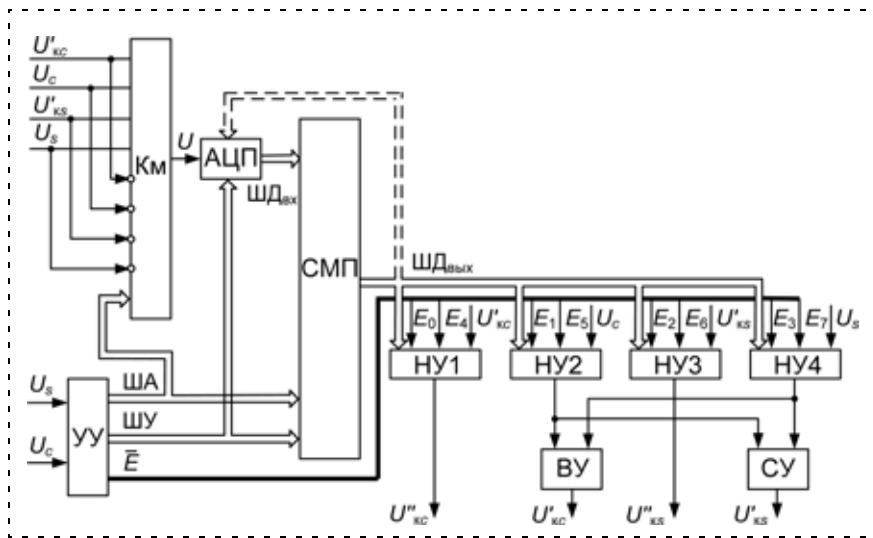 U'кс
Uс
U'кs
Us
Км
U
АЦП
ШДвх
СМП
ШДвых
E0 E4 U'кс
E1 E5 Uс
E2 E6 U'кs
E3 E7 Us
НУ1
НУ2
НУ3
НУ4
Us
Uс
УУ
ША
ШУ
Ē
ВУ
СУ
U"кс
U'кс
U"кs
U'кs